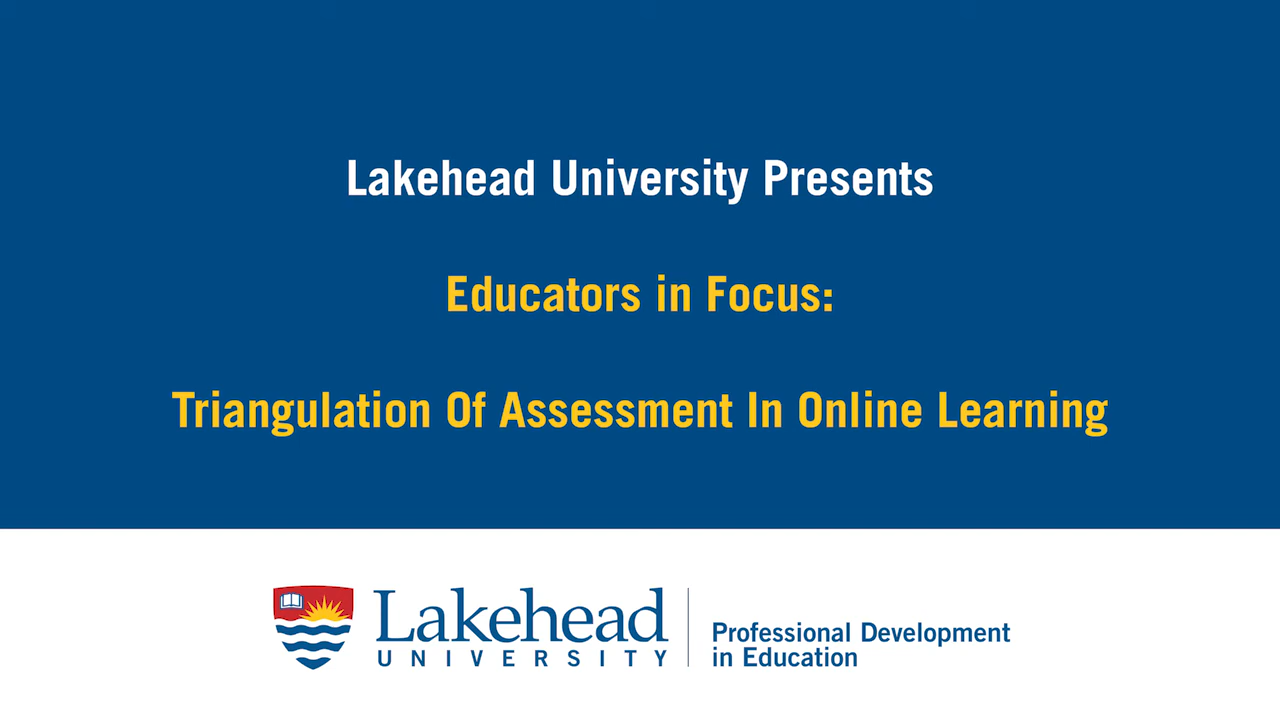 Lakehead University Presents
Educators in Focus:
Triangulation Of Assessment In Online Learning
Lakehead
UNIVERSITY
Professional Development
in Education